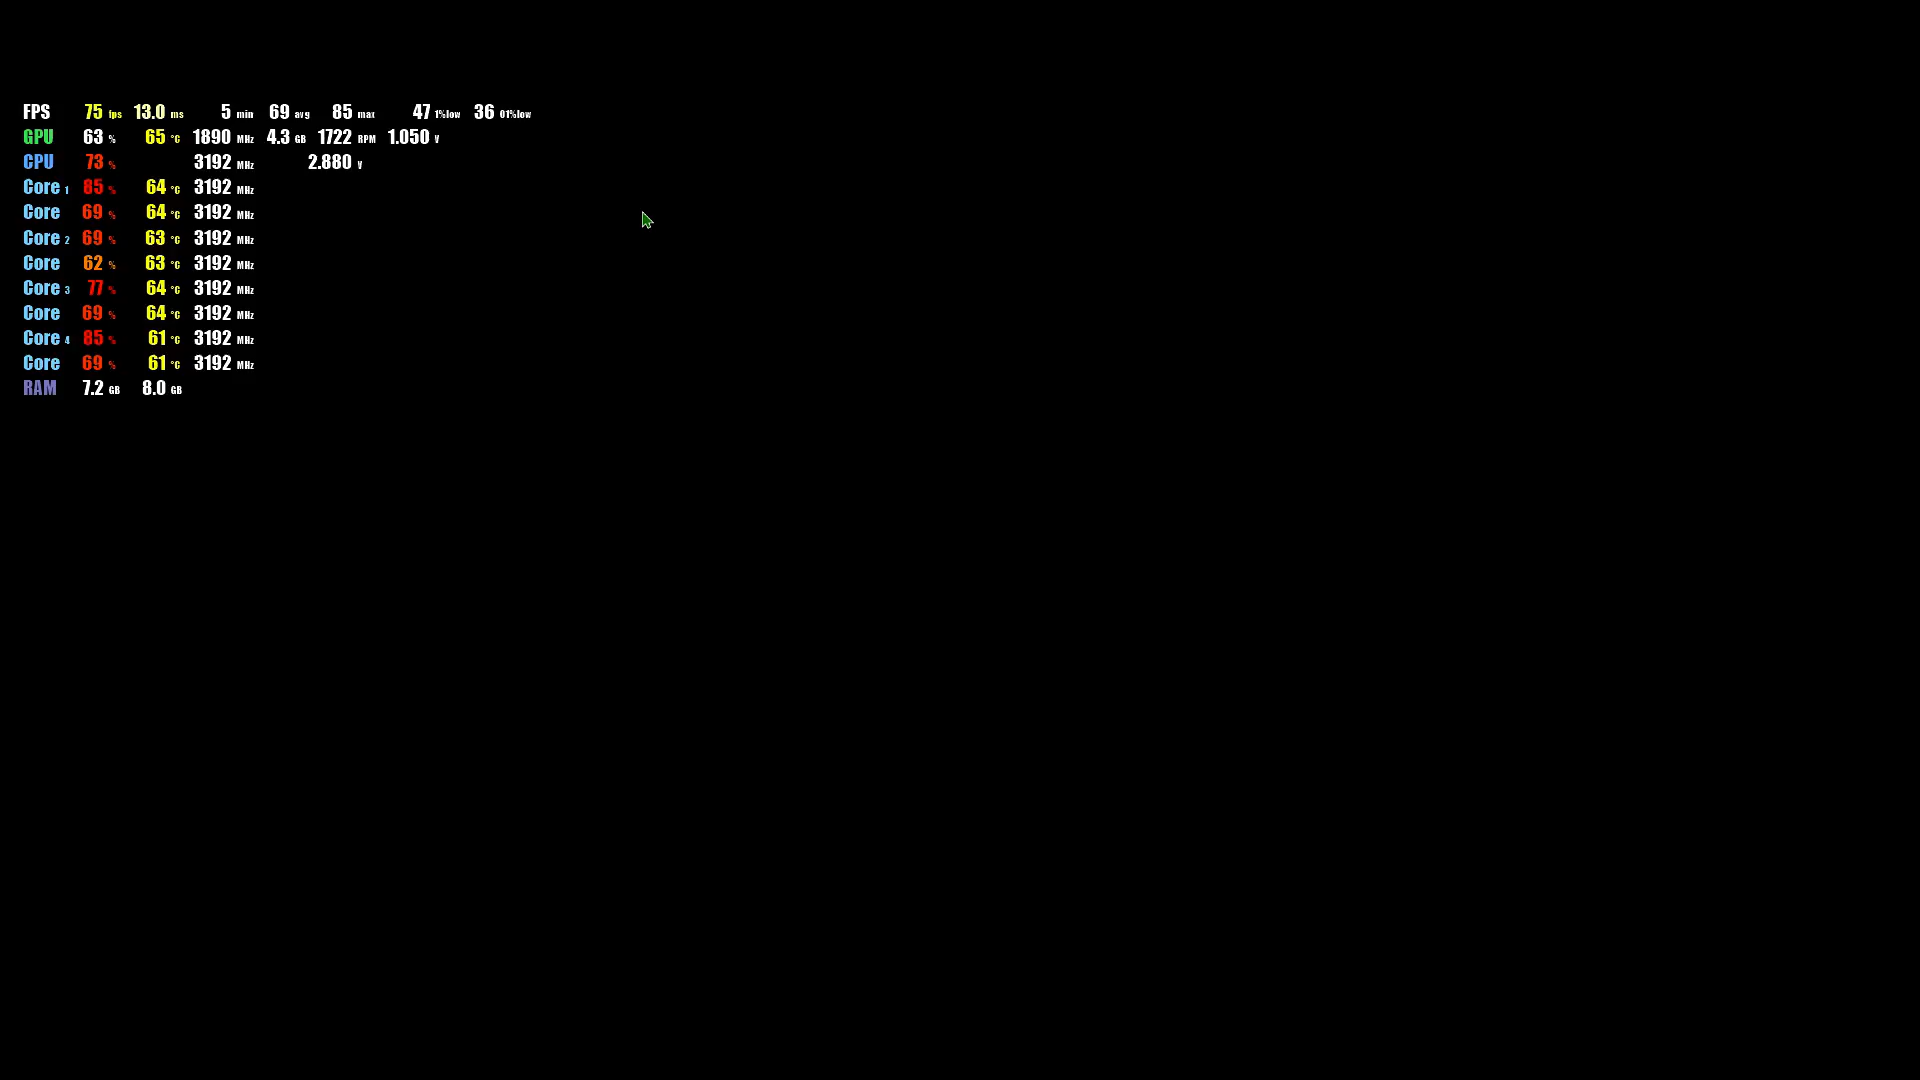 FPS 75 fps 13.0 ms 5 min 69 avg 85 max 47 1%low 36 01%low
GPU 63 % 65 °C 1890 MHz 4.3 GB 1722 RPM 1.050 V
CPU 73 % 3192 MHz 2.880 V
Core 1 85 % 64 °C 3192 MHz
Core 69 % 64 °C 3192 MHz
Core 2 69 % 63 °C 3192 MHz
Core 62 % 63 °C 3192 MHz
Core 3 77 % 64 °C 3192 MHz
Core 69 % 64 °C 3192 MHz
Core 4 85 % 61 °C 3192 MHz
Core 69 % 61 °C 3192 MHz
RAM 7.2 GB 8.0 GB